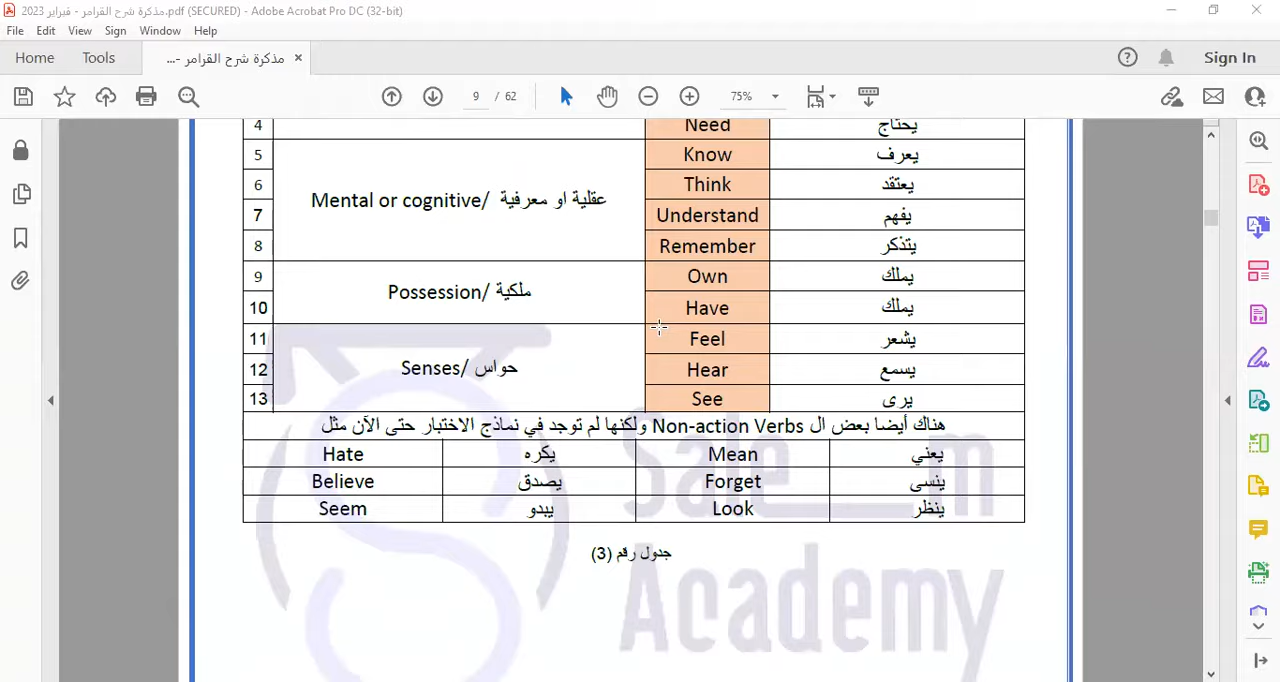 مذكرة شرح القرامر - فبراير 2023.pdf (SECURED) - Adobe Acrobat Pro DC (32-bit)
File Edit View Sign Window Help
Home Tools مذكرة شرح القرامر -... × Sign In
9 / 62 75%
4 Need يحتاج
5 Know يعرف
6 Think يعتقد
Mental or cognitive/ عقلية او معرفية
7 Understand يفهم
8 Remember يتذكر
9 Own يملك
Possession/ ملكية
10 Have يملك
11 Feel يشعر
12 Senses/ حواس Hear يسمع
13 See يرى
هناك أيضا بعض ال Non-action Verbs ولكنها لم توجد في نماذج الاختبار حتى الآن مثل
Hate يكره Mean يعني
Believe يصدق Forget ينسى
Seem يبدو Look ينظر
جدول رقم (3)
Sale__m
Academy